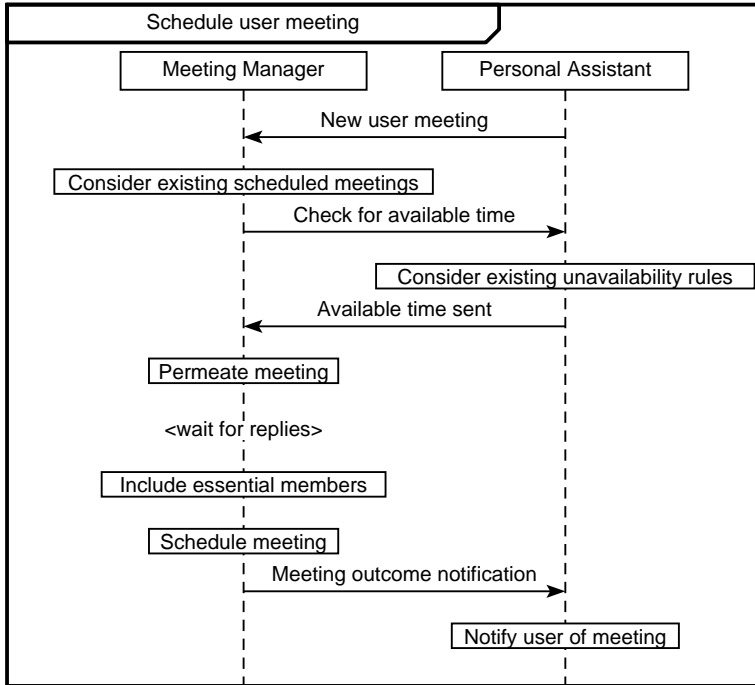 Schedule user meeting
Meeting Manager
Personal Assistant
New user meeting
Consider existing scheduled meetings
Check for available time
Consider existing unavailability rules
Available time sent
Permeate meeting
<wait for replies>
Include essential members
Schedule meeting
Meeting outcome notification
Notify user of meeting